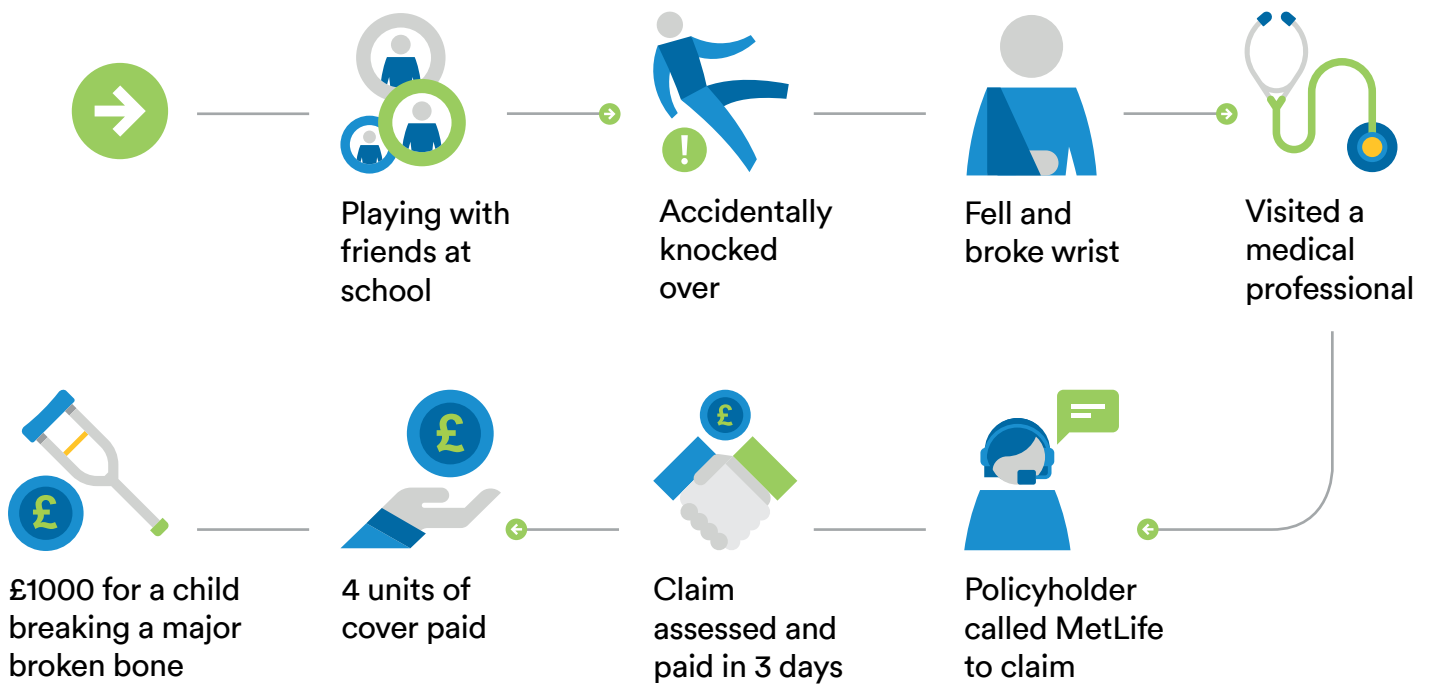 Playing with
friends at
school
Accidentally
knocked
over
Fell and
broke wrist
Visited a
medical
professional
Policyholder
called MetLife
to claim
£
Claim
assessed and
paid in 3 days
£
4 units of
cover paid
£
£1000 for a child
breaking a major
broken bone